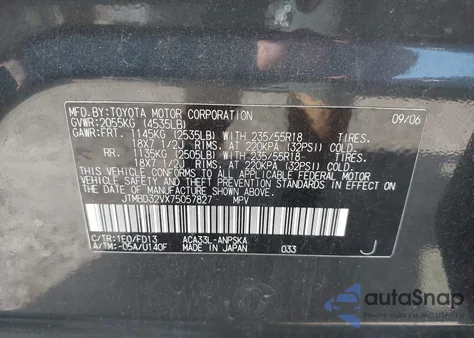 MFD.BY:TOYOTA MOTOR CORPORATION 09/06
GVWR:2055KG (4535LB)
GAWR:FRT. 1145KG (2535LB) WITH 235/55R18 TIRES.
18X7 1/2J RIMS. AT 220KPA (32PSI) COLD.
RR. 1135KG (2505LB) WITH 235/55R18 TIRES.
18X7 1/2J RIMS. AT 220KPA (32PSI) COLD.
THIS VEHICLE CONFORMS TO ALL APPLICABLE FEDERAL MOTOR
VEHICLE SAFETY AND BUMPER STANDARDS IN EFFECT ON THE
DATE OF MANUFACTURE SHOWN ABOVE.
JTMBD32VX75057827 MPV
C/TR:1E0/FD13 ACA33L-ANPSKA
A/TM:-05A/U140F MADE IN JAPAN 033 J
autoSnap